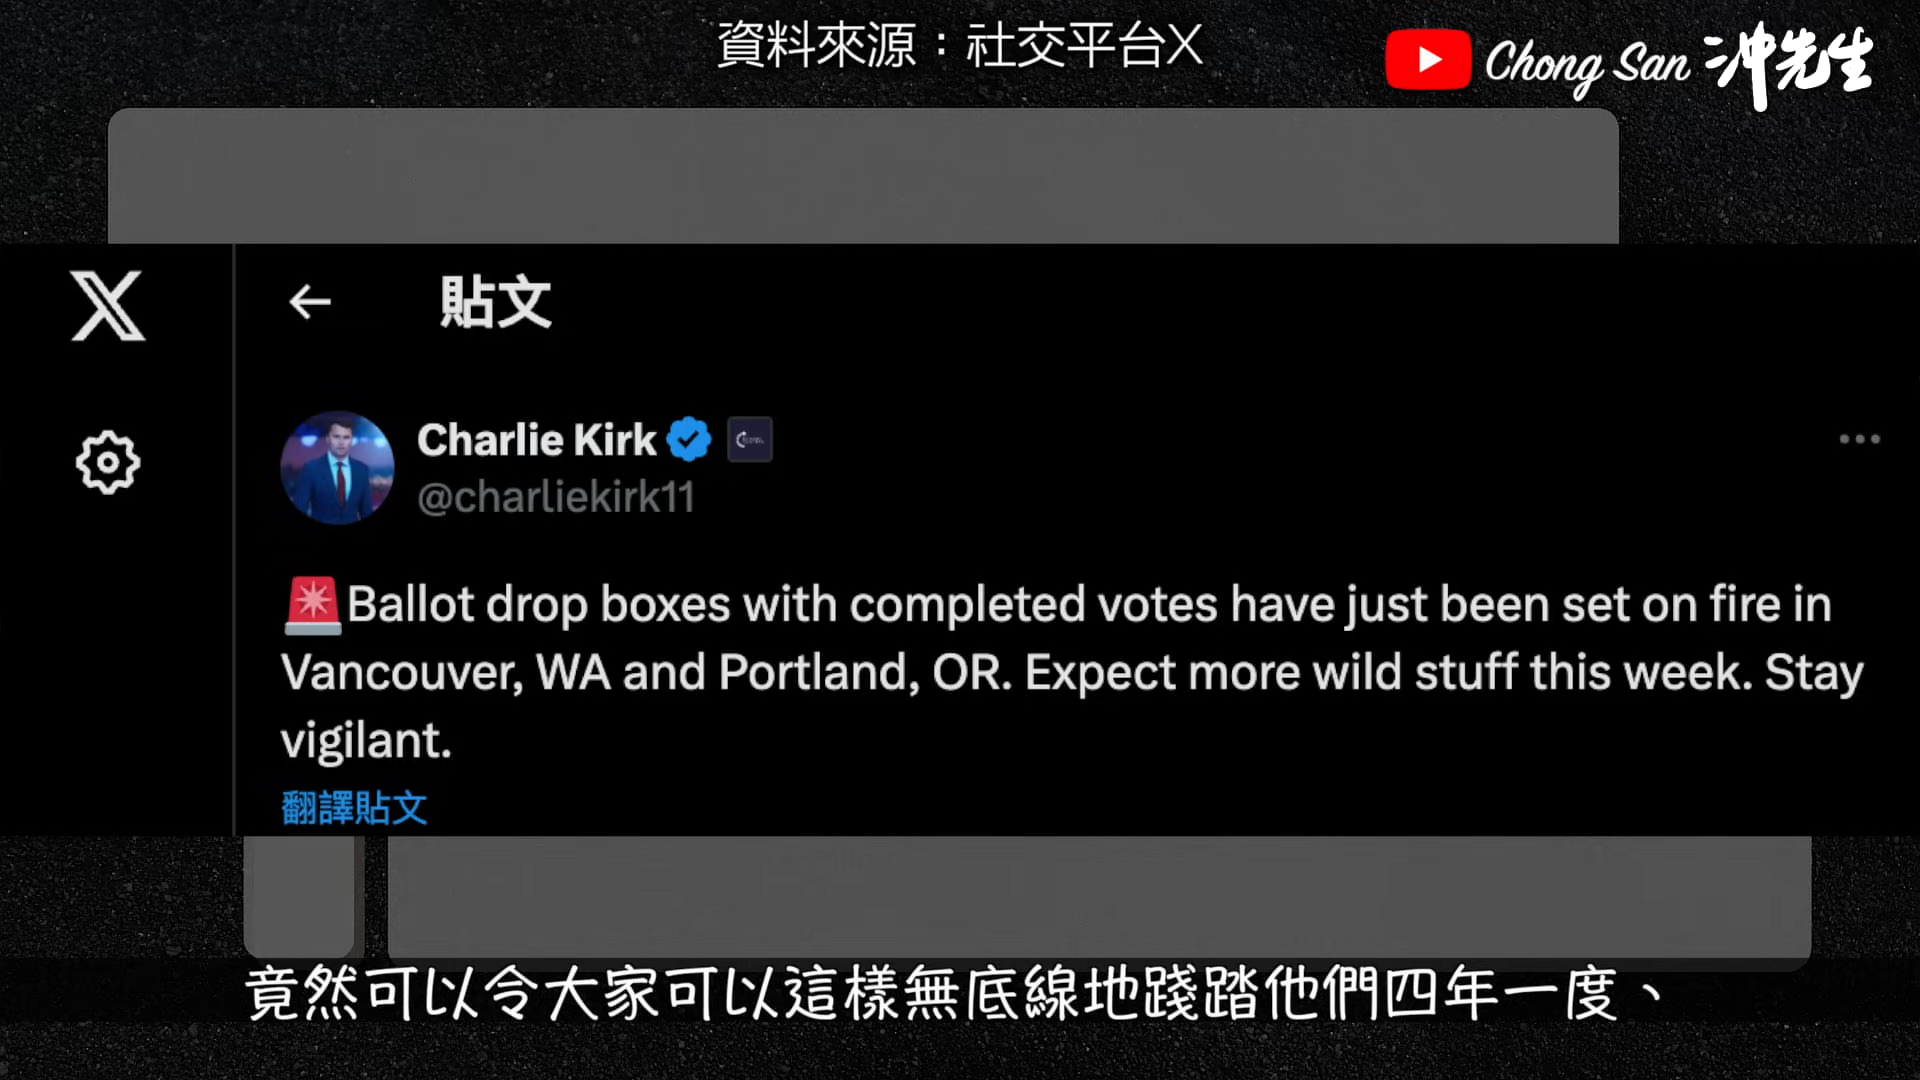 資料來源：社交平台X
Chong San 冲先生
貼文
Charlie Kirk
@charliekirk11
🚨Ballot drop boxes with completed votes have just been set on fire in
Vancouver, WA and Portland, OR. Expect more wild stuff this week. Stay
vigilant.
翻譯貼文
竟然可以令大家可以這樣無底線地踐踏他們四年一度、